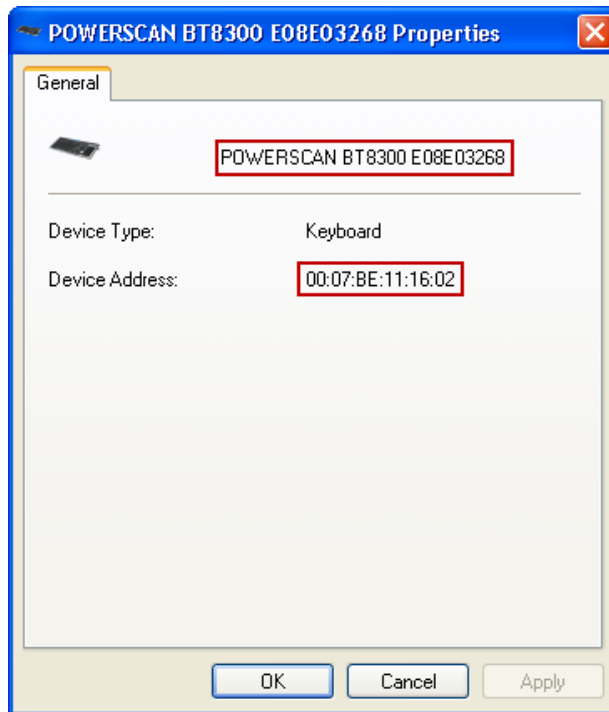 POWERSCAN BT8300 E08E03268 Properties
General
POWERSCAN BT8300 E08E03268
Device Type: Keyboard
Device Address: 00:07:BE:11:16:02
OK Cancel Apply